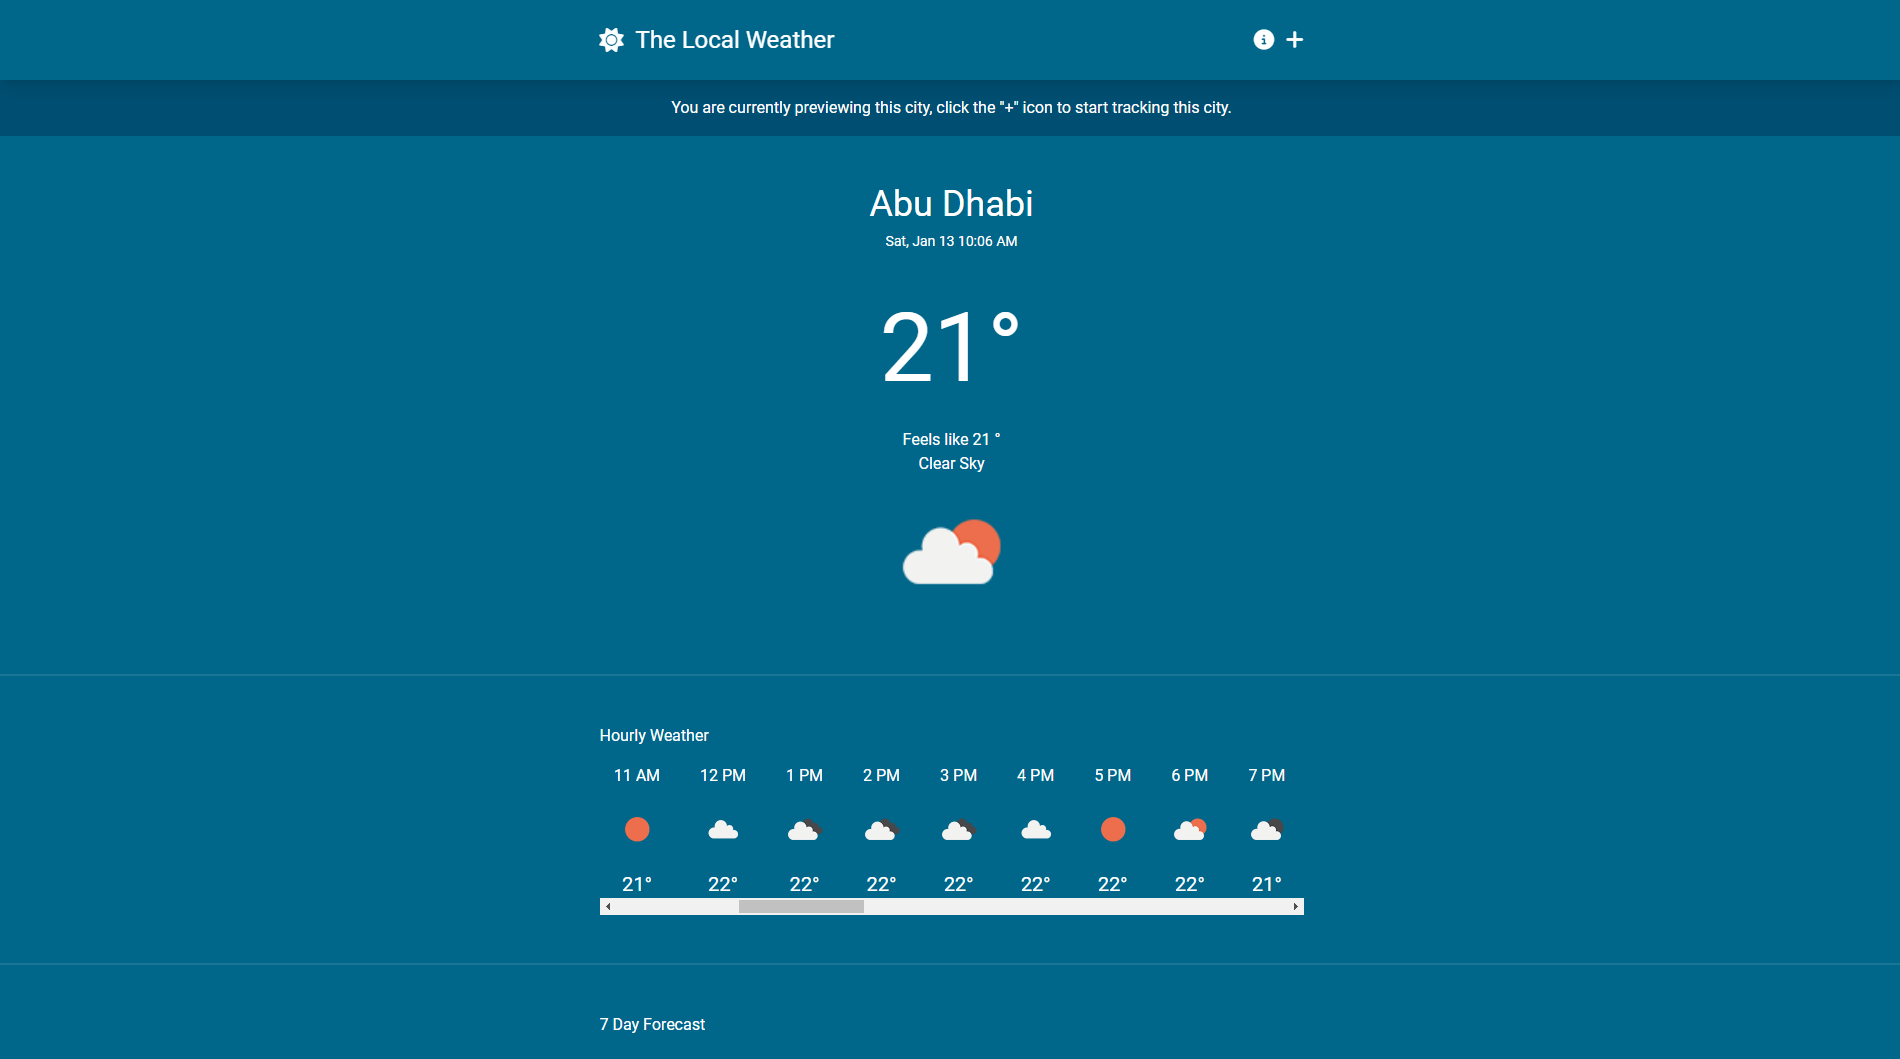 The Local Weather
You are currently previewing this city, click the "+" icon to start tracking this city.
Abu Dhabi
Sat, Jan 13 10:06 AM
21°
Feels like 21 °
Clear Sky
Hourly Weather
11 AM 12 PM 1 PM 2 PM 3 PM 4 PM 5 PM 6 PM 7 PM
21° 22° 22° 22° 22° 22° 22° 22° 21°
7 Day Forecast